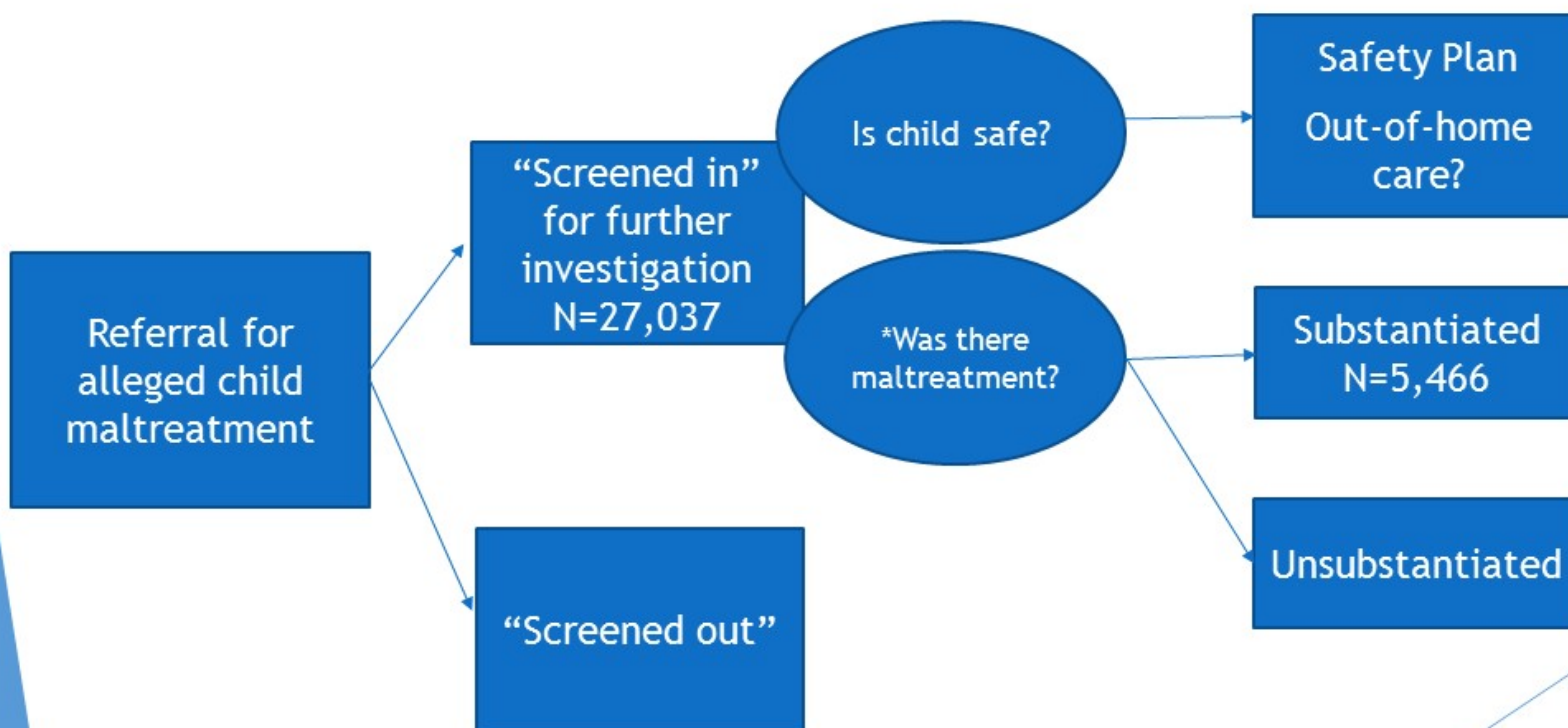 Referral for
alleged child
maltreatment
“Screened in”
for further
investigation
N=27,037
“Screened out”
Is child safe?
*Was there
maltreatment?
Safety Plan
Out-of-home
care?
Substantiated
N=5,466
Unsubstantiated